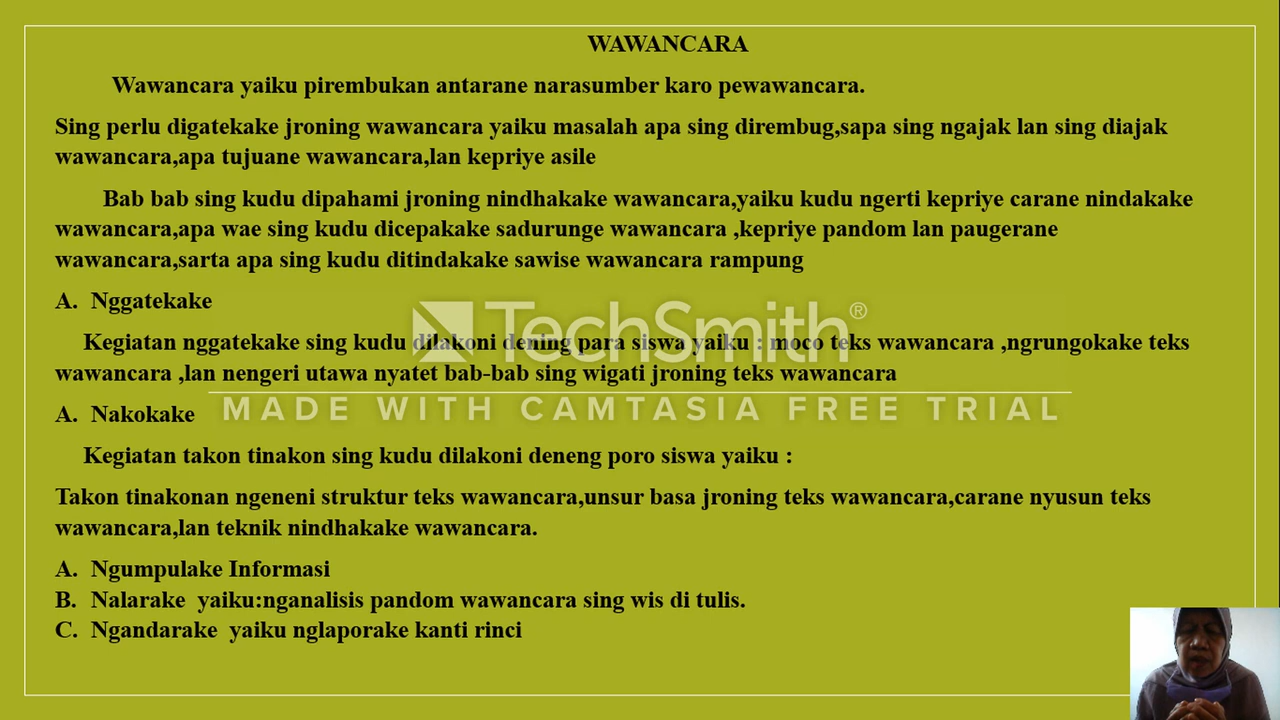 WAWANCARA
Wawancara yaiku pirembukan antarane narasumber karo pewawancara.
Sing perlu digatekake jroning wawancara yaiku masalah apa sing dirembug,sapa sing ngajak lan sing diajak
wawancara,apa tujuane wawancara,lan kepriye asile
Bab bab sing kudu dipahami jroning nindhakake wawancara,yaiku kudu ngerti kepriye carane nindakake
wawancara,apa wae sing kudu dicepakake sadurunge wawancara ,kepriye pandom lan paugerane
wawancara,sarta apa sing kudu ditindakake sawise wawancara rampung
A. Nggatekake
TechSmith®
Kegiatan nggatekake sing kudu dilakoni dening para siswa yaiku : moco teks wawancara ,ngrungokake teks
wawancara ,lan nengeri utawa nyatet bab-bab sing wigati jroning teks wawancara
A. Nakokake
MADE WITH CAMTASIA FREE TRIAL
Kegiatan takon tinakon sing kudu dilakoni deneng poro siswa yaiku :
Takon tinakonan ngeneni struktur teks wawancara,unsur basa jroning teks wawancara,carane nyusun teks
wawancara,lan teknik nindhakake wawancara.
A. Ngumpulake Informasi
B. Nalarake yaiku:nganalisis pandom wawancara sing wis di tulis.
C. Ngandarake yaiku nglaporake kanti rinci